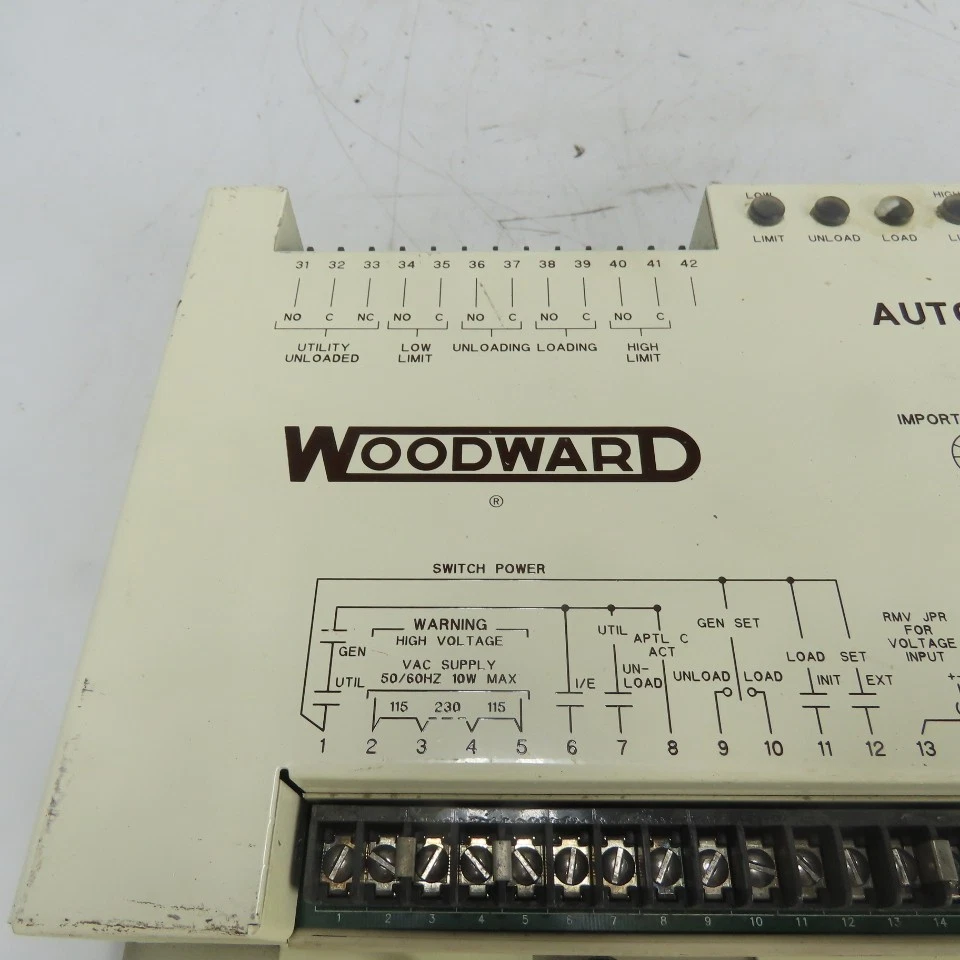 LOW HIGH
LIMIT UNLOAD LOAD LI
31 32 33 34 35 36 37 38 39 40 41 42
AUTO
NO C NC NO C NO C NO C NO C
UTILITY UNLOADED
LOW LIMIT
UNLOADING LOADING
HIGH LIMIT
IMPORT
WOODWARD
®
SWITCH POWER
WARNING
HIGH VOLTAGE
VAC SUPPLY
50/60HZ 10W MAX
GEN
UTIL
115 230 115
I/E
UTIL
UN-
LOAD
APTL C
ACT
GEN SET
UNLOAD LOAD
LOAD SET
INIT EXT
RMV JPR
FOR
VOLTAGE
INPUT
+
1 2 3 4 5 6 7 8 9 10 11 12 13
1 2 3 4 5 6 7 8 9 10 11 12 13 14